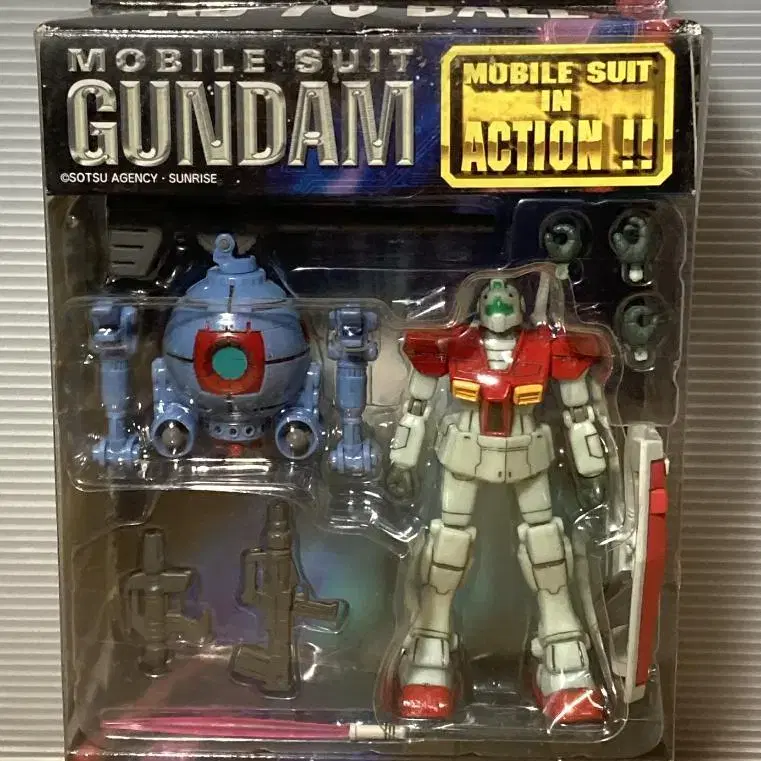 MOBILE SUIT
GUNDAM
©SOTSU AGENCY · SUNRISE
MOBILE SUIT
IN
ACTION !!